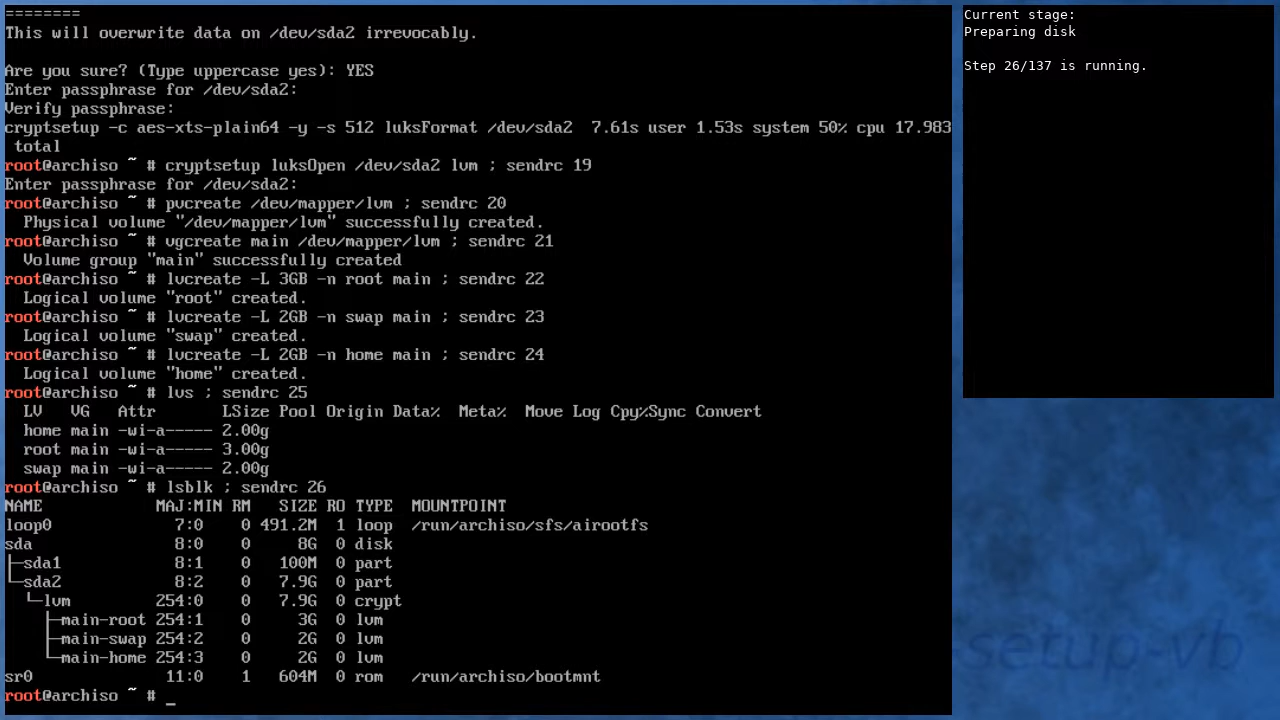 ========
This will overwrite data on /dev/sda2 irrevocably.
Are you sure? (Type uppercase yes): YES
Enter passphrase for /dev/sda2:
Verify passphrase:
cryptsetup -c aes-xts-plain64 -y -s 512 luksFormat /dev/sda2  7.61s user 1.53s system 50% cpu 17.983
 total
root@archiso ~ # cryptsetup luksOpen /dev/sda2 lvm ; sendrc 19
Enter passphrase for /dev/sda2:
root@archiso ~ # pvcreate /dev/mapper/lvm ; sendrc 20
  Physical volume "/dev/mapper/lvm" successfully created.
root@archiso ~ # vgcreate main /dev/mapper/lvm ; sendrc 21
  Volume group "main" successfully created
root@archiso ~ # lvcreate -L 3GB -n root main ; sendrc 22
  Logical volume "root" created.
root@archiso ~ # lvcreate -L 2GB -n swap main ; sendrc 23
  Logical volume "swap" created.
root@archiso ~ # lvcreate -L 2GB -n home main ; sendrc 24
  Logical volume "home" created.
root@archiso ~ # lvs ; sendrc 25
  LV   VG   Attr       LSize Pool Origin Data%  Meta%  Move Log Cpy%Sync Convert
  home main -wi-a----- 2.00g
  root main -wi-a----- 3.00g
  swap main -wi-a----- 2.00g
root@archiso ~ # lsblk ; sendrc 26
NAME            MAJ:MIN RM   SIZE RO TYPE  MOUNTPOINT
loop0             7:0    0 491.2M  1 loop  /run/archiso/sfs/airootfs
sda               8:0    0     8G  0 disk
├─sda1            8:1    0   100M  0 part
└─sda2            8:2    0   7.9G  0 part
  └─lvm         254:0    0   7.9G  0 crypt
    ├─main-root 254:1    0     3G  0 lvm
    ├─main-swap 254:2    0     2G  0 lvm
    └─main-home 254:3    0     2G  0 lvm
sr0              11:0    1   604M  0 rom   /run/archiso/bootmnt
root@archiso ~ # _
Current stage:
Preparing disk
Step 26/137 is running.
-setup-vb